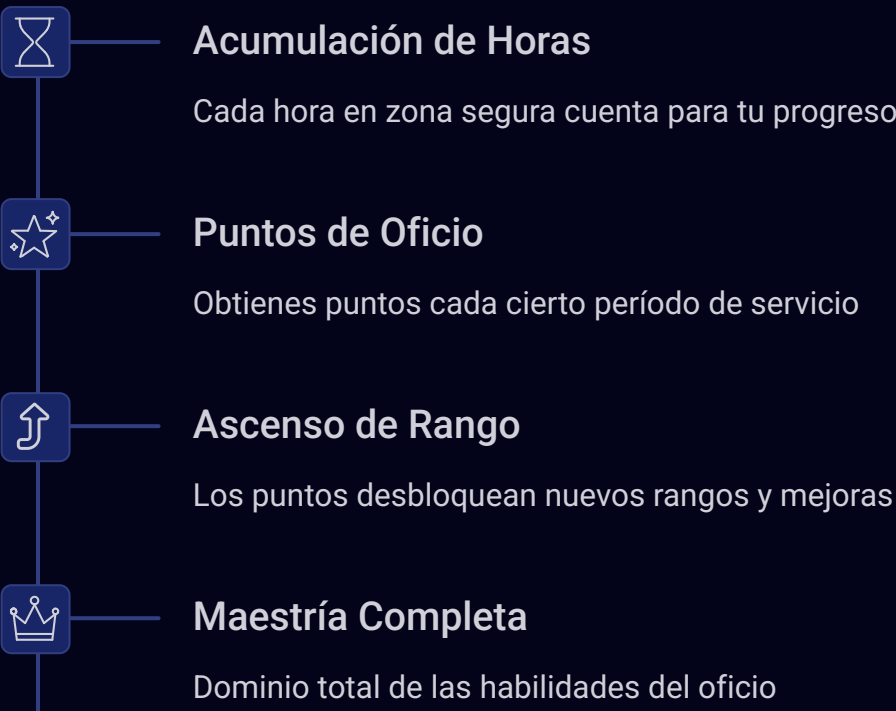 Acumulación de Horas
Cada hora en zona segura cuenta para tu progreso
Puntos de Oficio
Obtienes puntos cada cierto período de servicio
Ascenso de Rango
Los puntos desbloquean nuevos rangos y mejoras
Maestría Completa
Dominio total de las habilidades del oficio